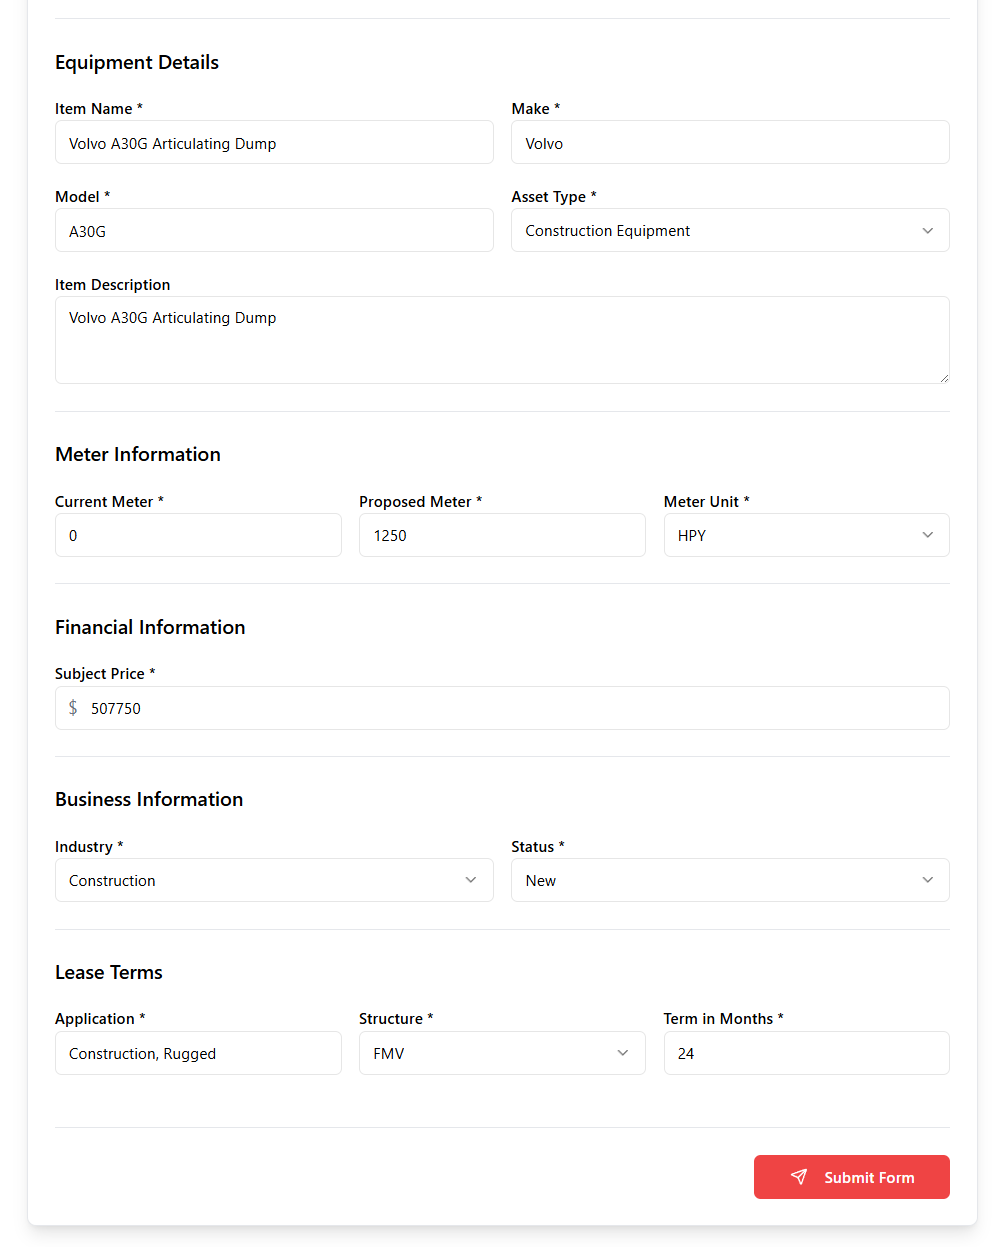 Equipment Details
Item Name *
Make *
Volvo A30G Articulating Dump
Volvo
Model *
Asset Type *
A30G
Construction Equipment
Item Description
Volvo A30G Articulating Dump
Meter Information
Current Meter *
Proposed Meter *
Meter Unit *
0
1250
HPY
Financial Information
Subject Price *
$ 507750
Business Information
Industry *
Status *
Construction
New
Lease Terms
Application *
Structure *
Term in Months *
Construction, Rugged
FMV
24
Submit Form